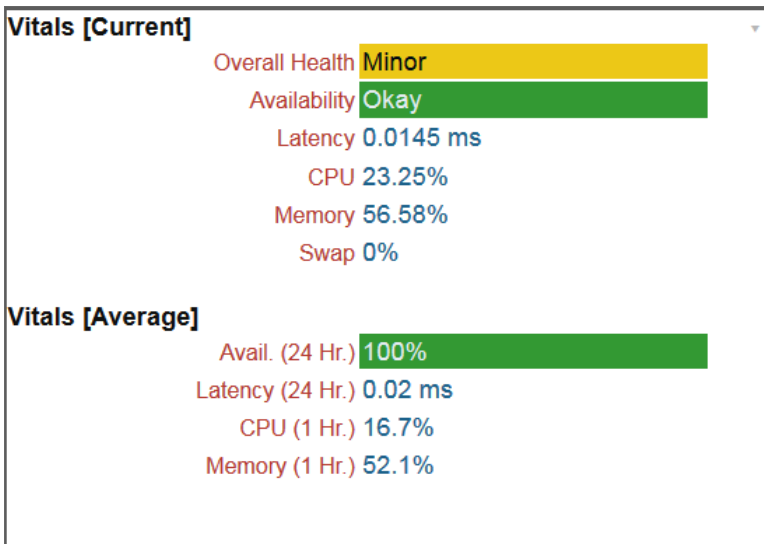 Vitals [Current]
Overall Health Minor
Availability Okay
Latency 0.0145 ms
CPU 23.25%
Memory 56.58%
Swap 0%
Vitals [Average]
Avail. (24 Hr.) 100%
Latency (24 Hr.) 0.02 ms
CPU (1 Hr.) 16.7%
Memory (1 Hr.) 52.1%